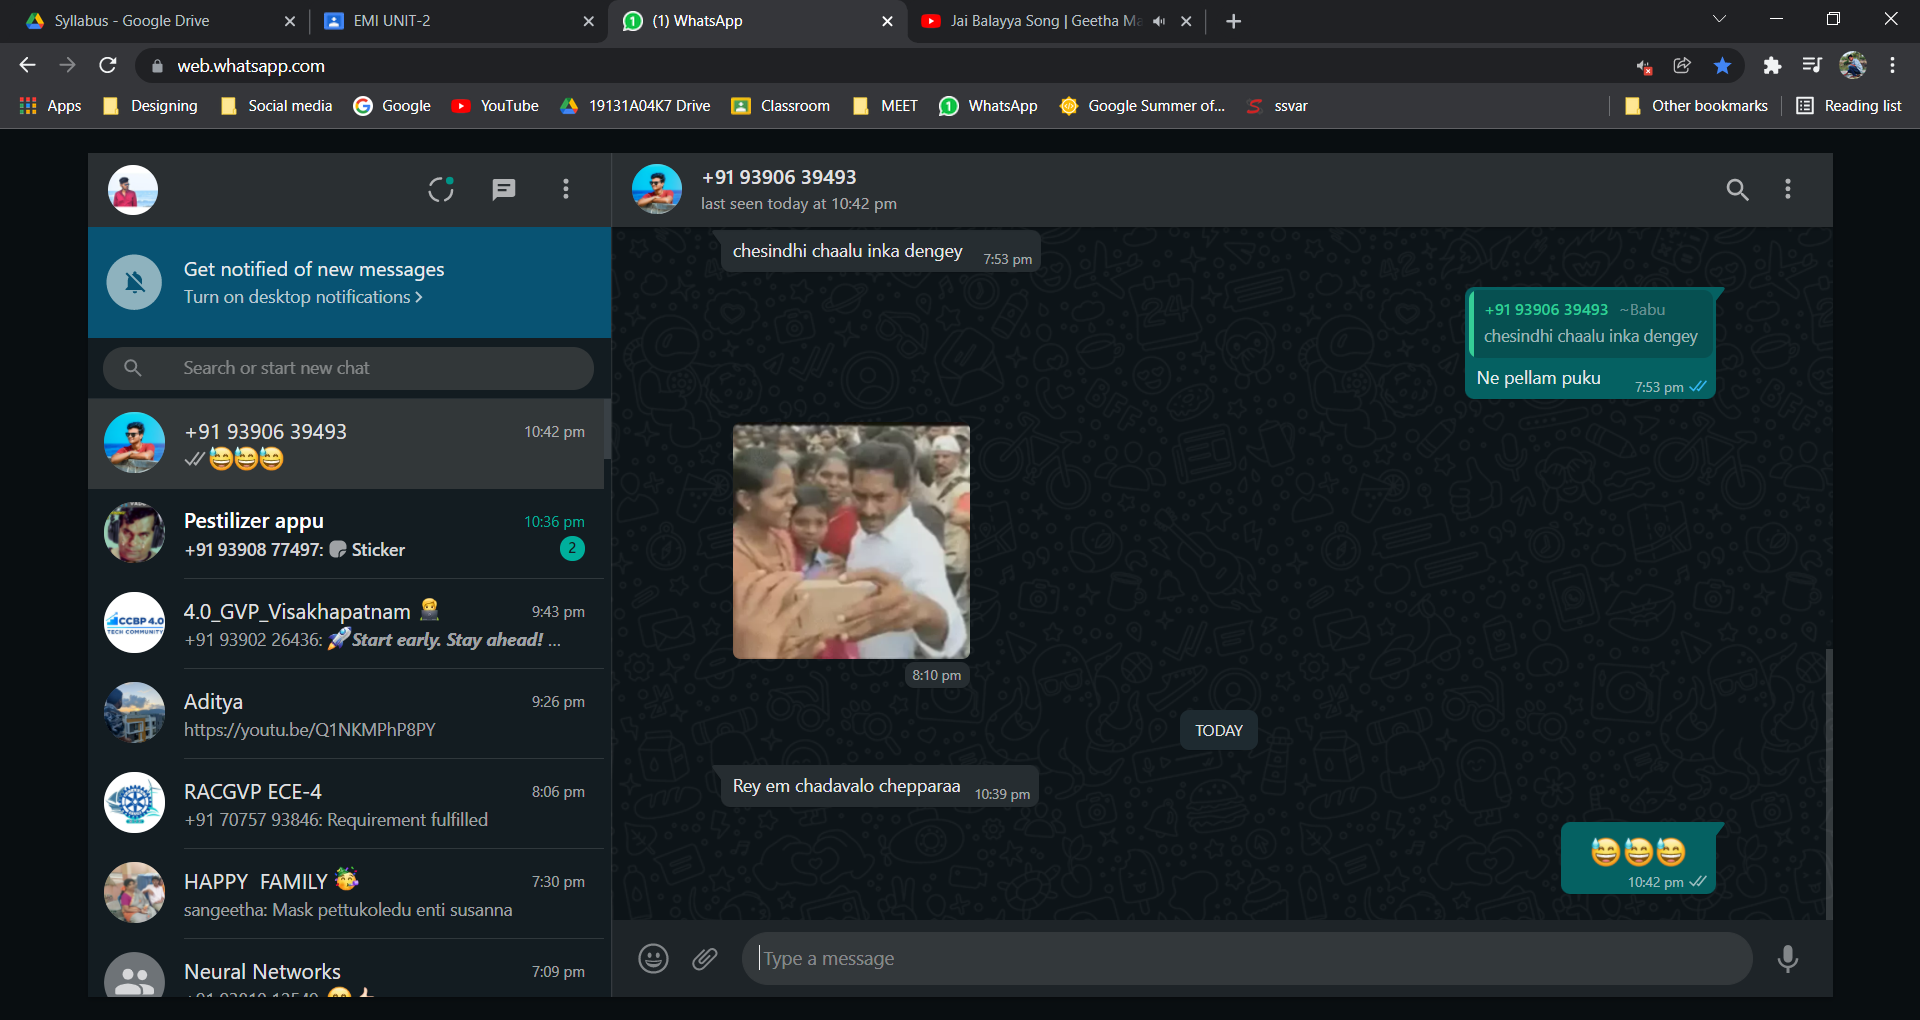 Syllabus - Google Drive
EMI UNIT-2
(1) WhatsApp
Jai Balayya Song | Geetha Ma
web.whatsapp.com
Apps
Designing
Social media
Google
YouTube
19131A04K7 Drive
Classroom
MEET
WhatsApp
Google Summer of...
ssvar
Other bookmarks
Reading list
Get notified of new messages
Turn on desktop notifications >
Search or start new chat
+91 93906 39493
10:42 pm
😅😅😅
Pestilizer appu
10:36 pm
+91 93908 77497: Sticker
2
4.0_GVP_Visakhapatnam 🧑‍💻
9:43 pm
+91 93902 26436: 🚀Start early. Stay ahead! ...
CCBP 4.0
TECH COMMUNITY
Aditya
9:26 pm
https://youtu.be/Q1NKMPhP8PY
RACGVP ECE-4
8:06 pm
+91 70757 93846: Requirement fulfilled
HAPPY FAMILY 🥳
7:30 pm
sangeetha: Mask pettukoledu enti susanna
Neural Networks
7:09 pm
+91 93906 39493
last seen today at 10:42 pm
chesindhi chaalu inka dengey
7:53 pm
+91 93906 39493 ~Babu
chesindhi chaalu inka dengey
Ne pellam puku
7:53 pm
8:10 pm
TODAY
Rey em chadavalo chepparaa
10:39 pm
😅😅😅
10:42 pm
Type a message